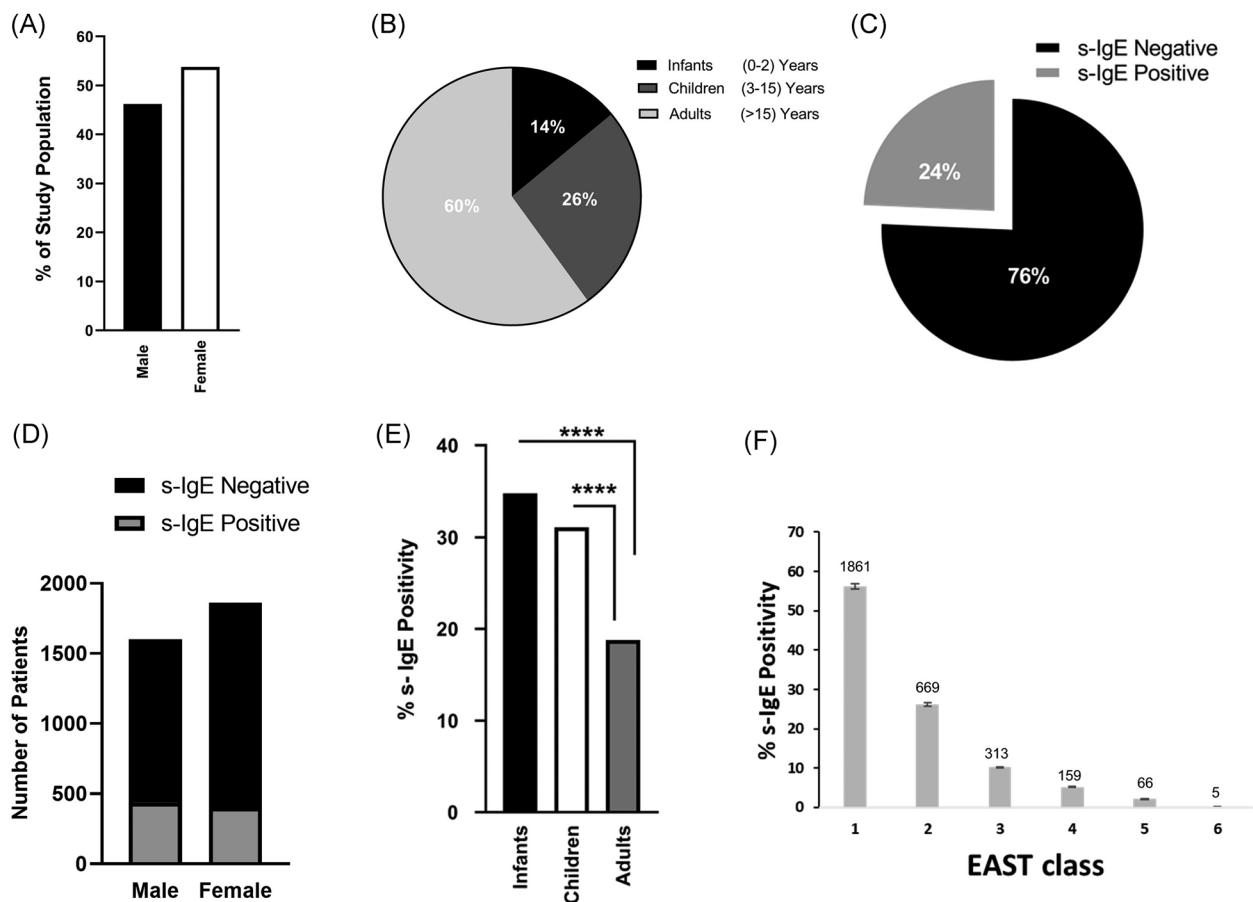 (A)
60
50
40
30
20
10
0
% of Study Population
Male
Female
(B)
Infants (0-2) Years
Children (3-15) Years
Adults (>15) Years
14%
26%
60%
(C)
s-IgE Negative
s-IgE Positive
24%
76%
(D)
s-IgE Negative
s-IgE Positive
2000
1500
1000
500
0
Number of Patients
Male Female
(E)
40
30
20
10
0
% s- IgE Positivity
****
****
Infants
Children
Adults
(F)
70
60
50
40
30
20
10
0
% s-IgE Positivity
1861
669
313
159
66
5
1 2 3 4 5 6
EAST class